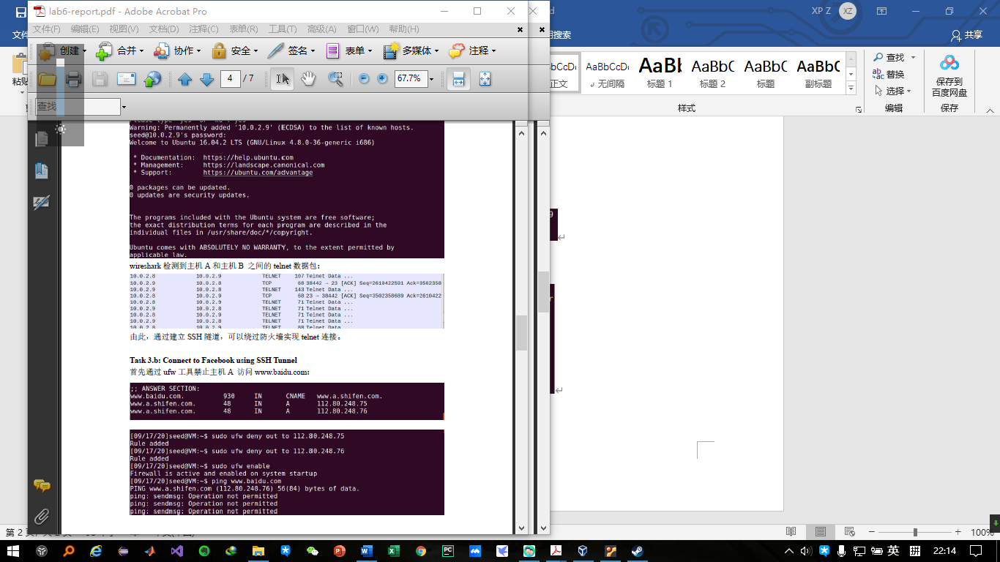 lab6-report.pdf - Adobe Acrobat Pro
XP Z
XZ
文件(F) 编辑(E) 视图(V) 文档(D) 注释(C) 表单(R) 工具(T) 高级(A) 窗口(W) 帮助(H)
共享
创建 合并 协作 安全 签名 表单 多媒体 注释
4 / 7
67.7%
查找
正文
AaBbCcDı
无间隔
标题 1
AaBbC
标题 2
AaBbC
标题
副标题
样式
查找
替换
选择
编辑
保存到
百度网盘
保存
Warning: Permanently added '10.0.2.9' (ECDSA) to the list of known hosts.
seed@10.0.2.9's password:
Welcome to Ubuntu 16.04.2 LTS (GNU/Linux 4.8.0-36-generic i686)
* Documentation: https://help.ubuntu.com
* Management: https://landscape.canonical.com
* Support: https://ubuntu.com/advantage
0 packages can be updated.
0 updates are security updates.
The programs included with the Ubuntu system are free software;
the exact distribution terms for each program are described in the
individual files in /usr/share/doc/*/copyright.
Ubuntu comes with ABSOLUTELY NO WARRANTY, to the extent permitted by
applicable law.
wireshark 检测到主机 A 和主机 B 之间的 telnet 数据包：
10.0.2.8 10.0.2.9 TELNET 107 Telnet Data ...
10.0.2.9 10.0.2.8 TCP 68 38442 → 23 [ACK] Seq=2610422591 Ack=3502358
10.0.2.9 10.0.2.8 TELNET 143 Telnet Data ...
10.0.2.8 10.0.2.9 TCP 68 23 → 38442 [ACK] Seq=3502358689 Ack=2610422
10.0.2.8 10.0.2.9 TELNET 71 Telnet Data ...
10.0.2.9 10.0.2.8 TELNET 71 Telnet Data ...
10.0.2.8 10.0.2.9 TELNET 71 Telnet Data ...
10.0.2.9 10.0.2.8 TELNET 71 Telnet Data ...
10.0.2.8 10.0.2.9 TELNET 88 Telnet Data ...
由此，通过建立 SSH 隧道，可以绕过防火墙实现 telnet 连接。
Task 3.b: Connect to Facebook using SSH Tunnel
首先通过 ufw 工具禁止主机 A 访问 www.baidu.com：
;; ANSWER SECTION:
www.baidu.com. 930 IN CNAME www.a.shifen.com.
www.a.shifen.com. 48 IN A 112.80.248.75
www.a.shifen.com. 48 IN A 112.80.248.76
[09/17/20]seed@VM:~$ sudo ufw deny out to 112.80.248.75
Rule added
[09/17/20]seed@VM:~$ sudo ufw deny out to 112.80.248.76
Rule added
[09/17/20]seed@VM:~$ sudo ufw enable
Firewall is active and enabled on system startup
[09/17/20]seed@VM:~$ ping www.baidu.com
PING www.a.shifen.com (112.80.248.76) 56(84) bytes of data.
ping: sendmsg: Operation not permitted
ping: sendmsg: Operation not permitted
ping: sendmsg: Operation not permitted
100%
英
拼
22:14